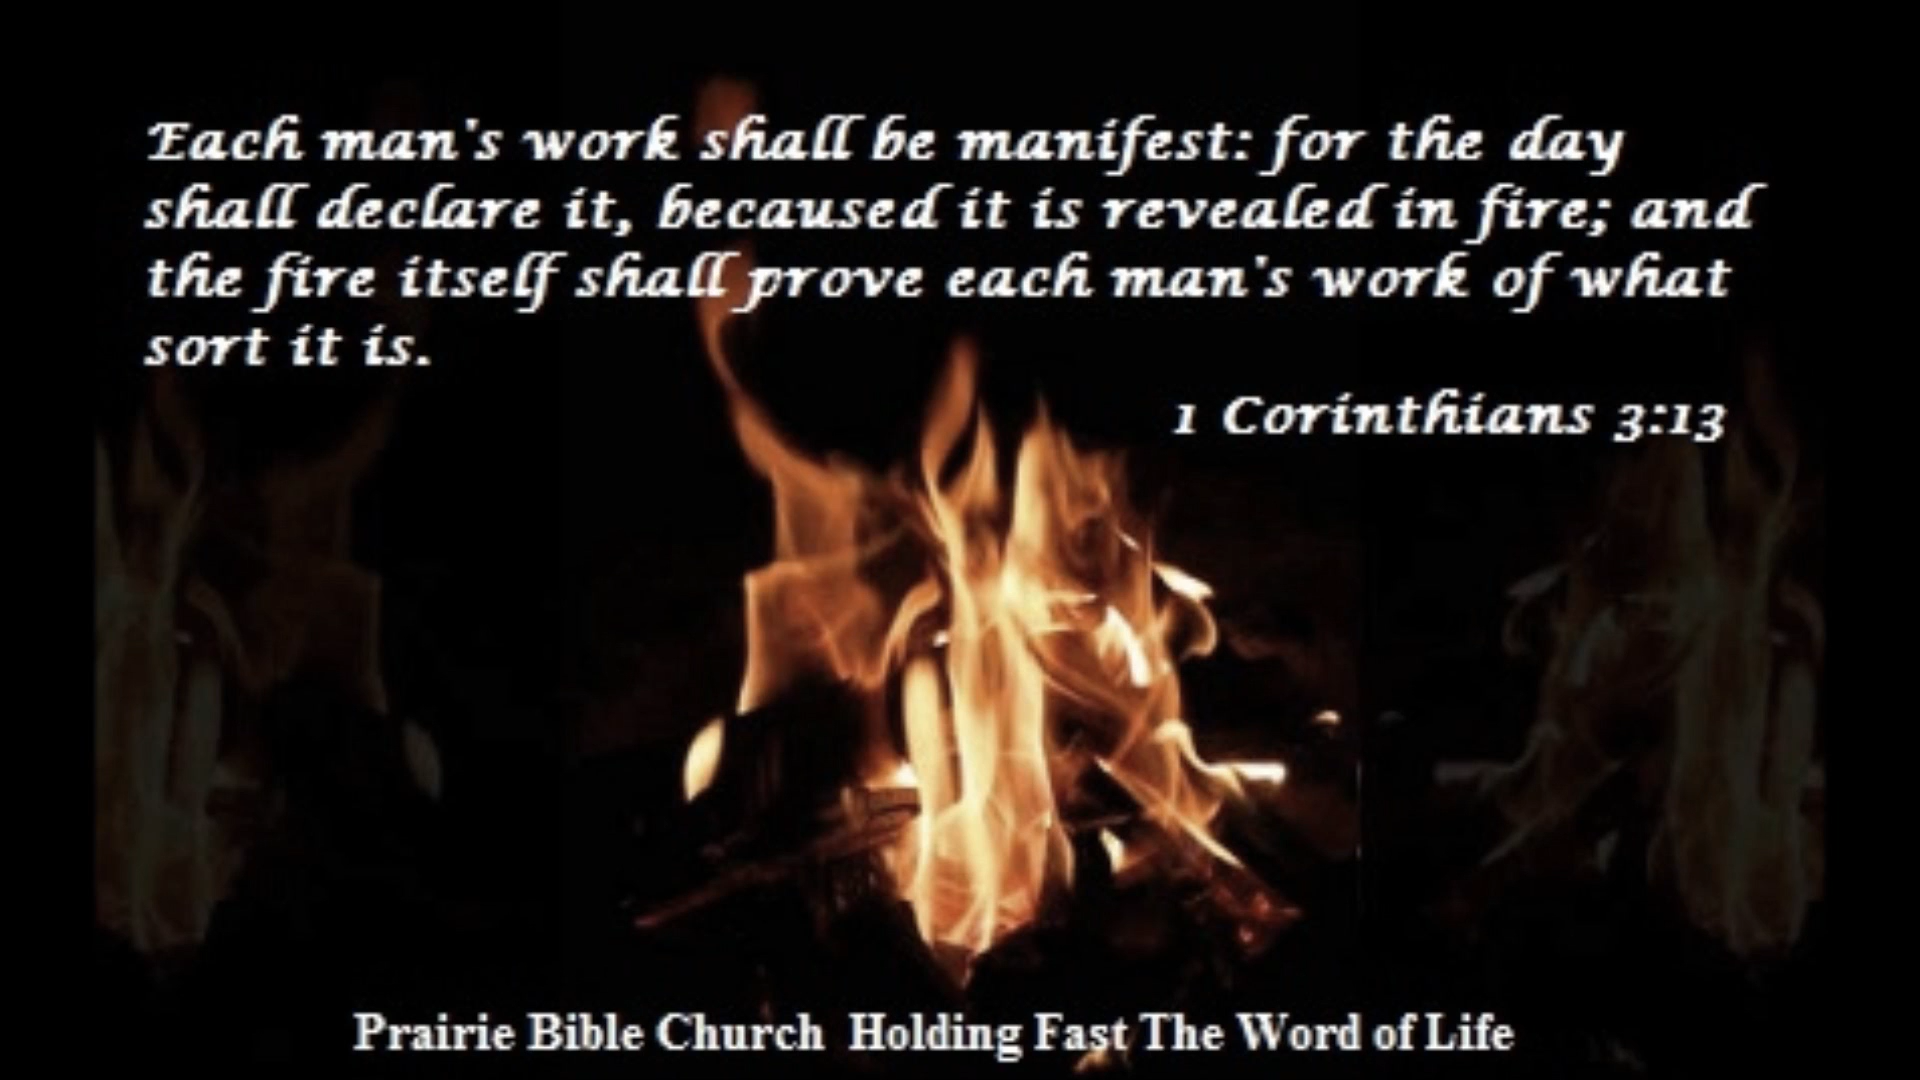 Each man's work shall be manifest: for the day
shall declare it, becaused it is revealed in fire; and
the fire itself shall prove each man's work of what
sort it is.
1 Corinthians 3:13
Prairie Bible Church Holding Fast The Word of Life